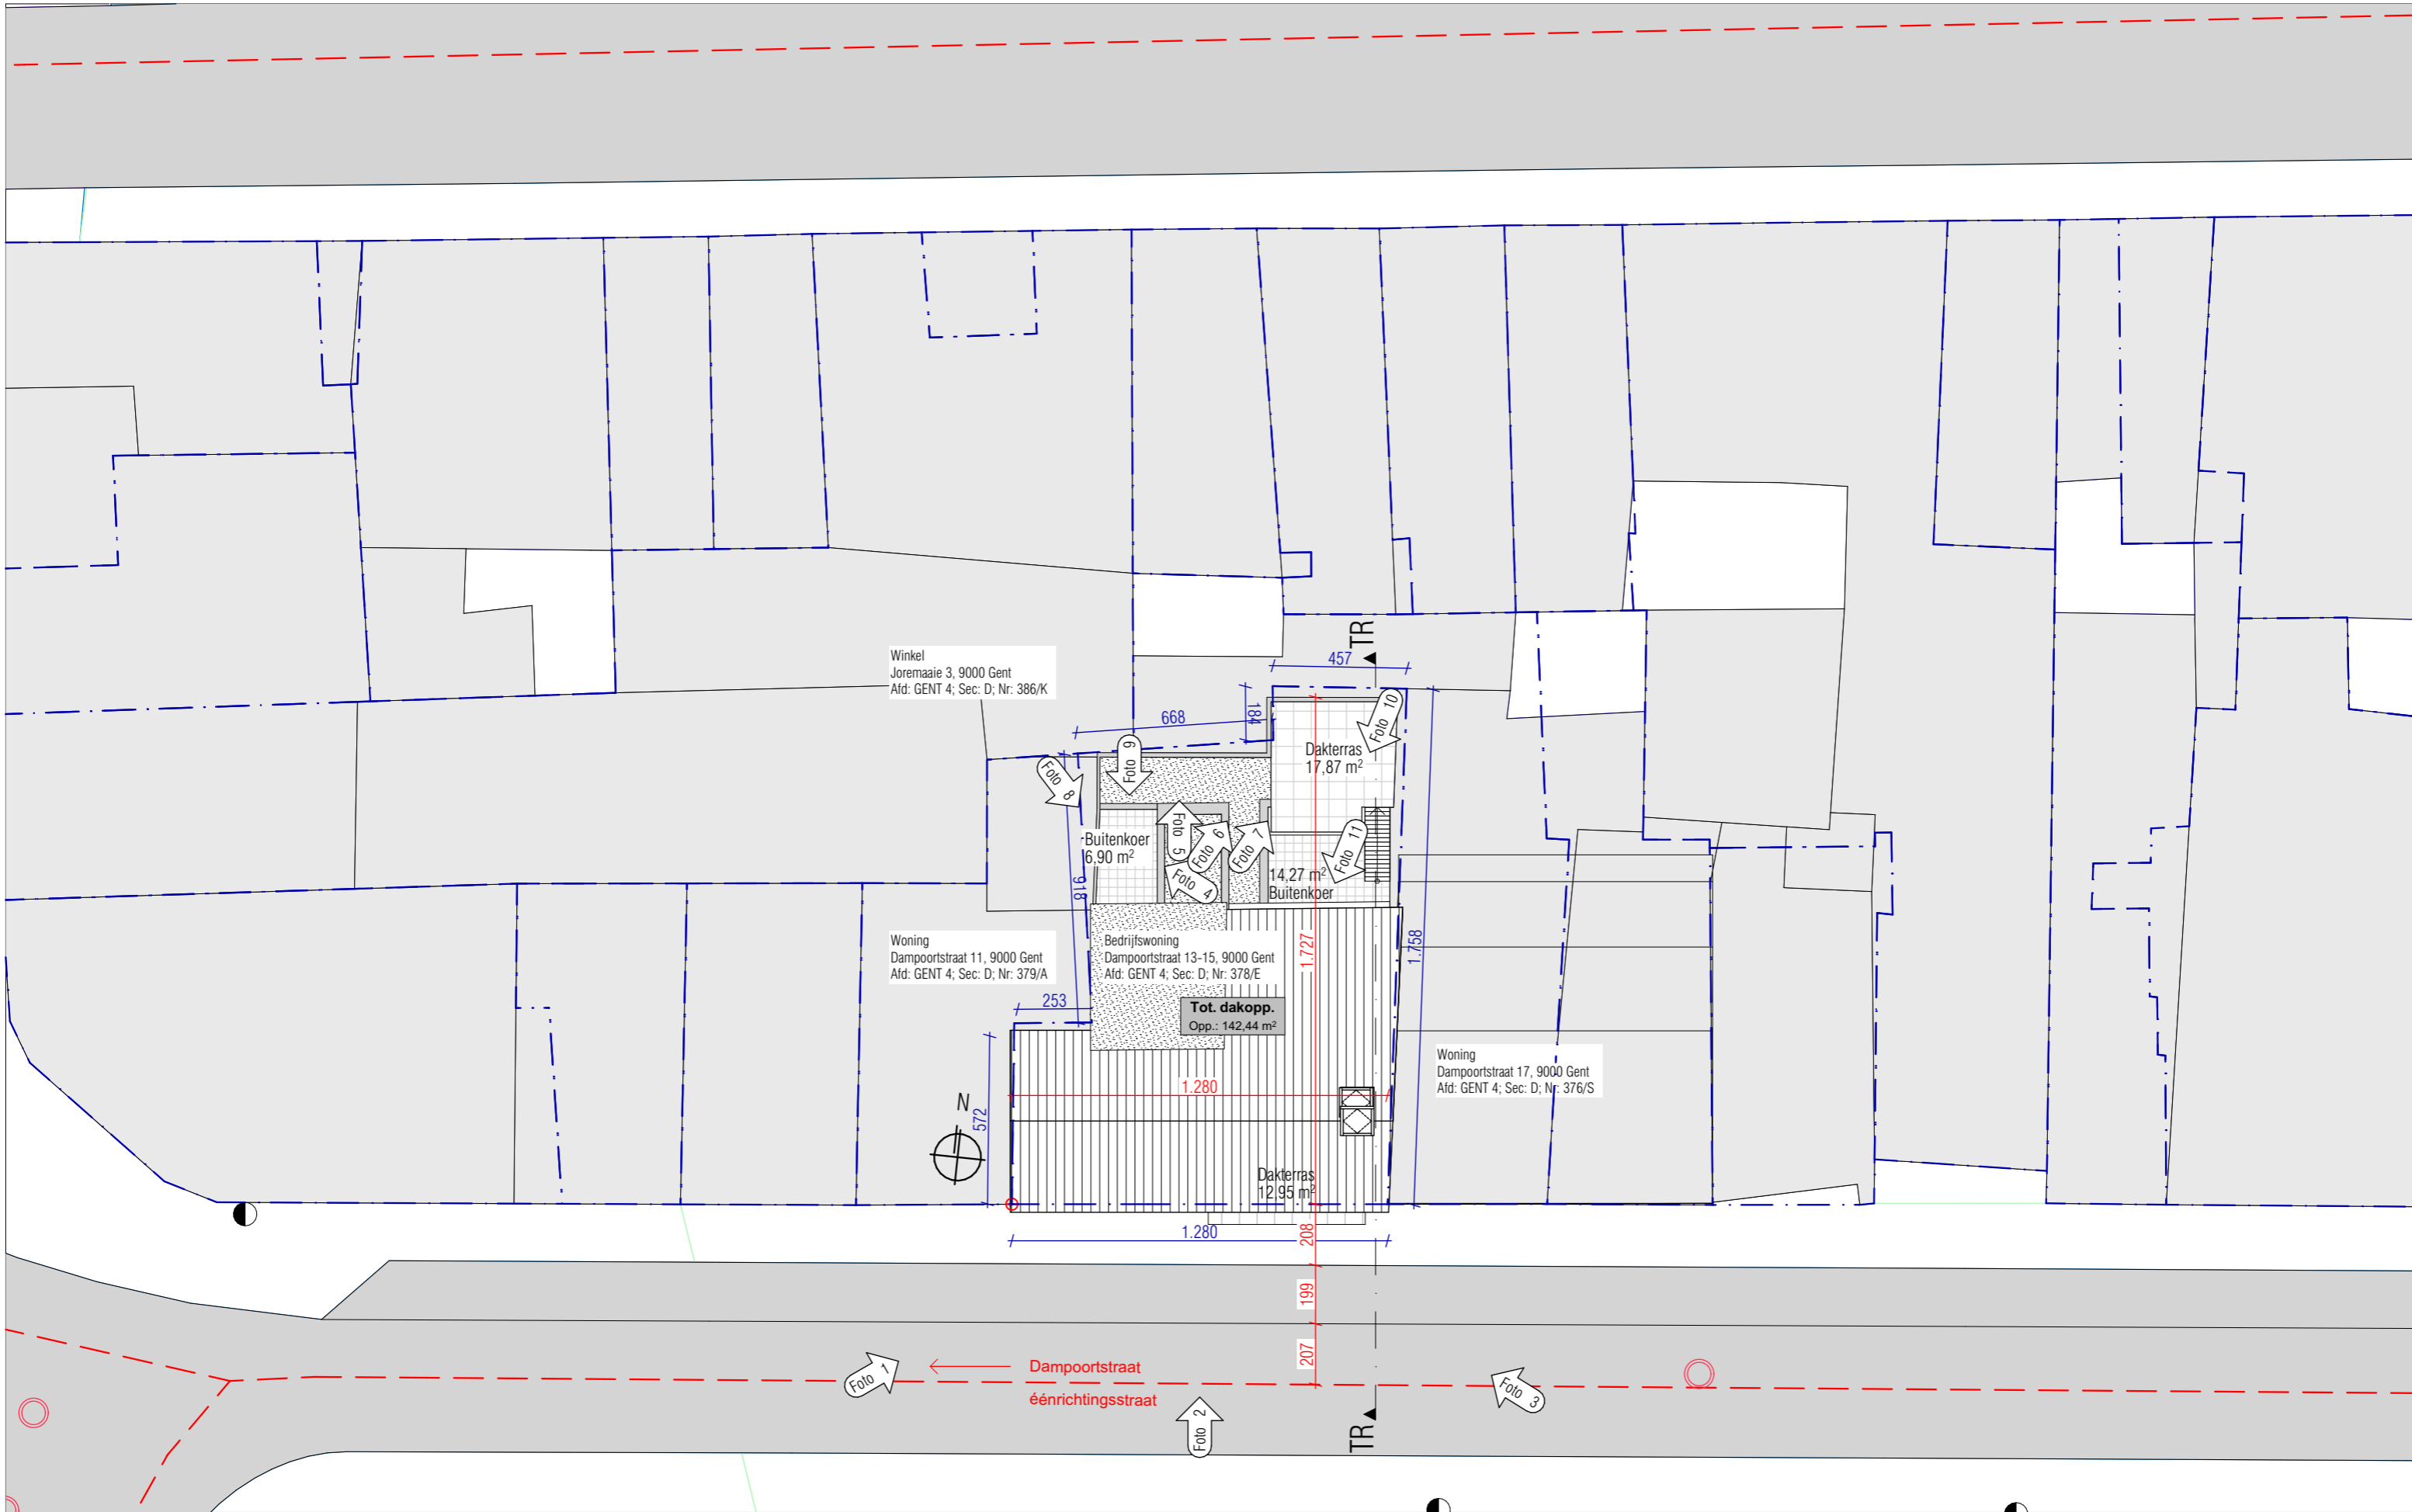 Winkel
Joremaaie 3, 9000 Gent
Afd: GENT 4; Sec: D; Nr: 386/K
TR
457
668
184
Foto 10
Foto 9
Foto 8
Dakterras
17,87 m²
Buitenkoer
6,90 m²
Foto 5
Foto 6
Foto 7
Foto 11
Foto 4
14,27 m²
Buitenkoer
918
1.727
1.758
Woning
Dampoortstraat 11, 9000 Gent
Afd: GENT 4; Sec: D; Nr: 379/A
Bedrijfswoning
Dampoortstraat 13-15, 9000 Gent
Afd: GENT 4; Sec: D; Nr: 378/E
253
Tot. dakopp.
Opp.: 142,44 m²
Woning
Dampoortstraat 17, 9000 Gent
Afd: GENT 4; Sec: D; Nr: 376/S
1.280
N
572
Dakterras
12,95 m²
1.280
208
199
207
Foto 1
Dampoortstraat
éénrichtingsstraat
Foto 2
Foto 3
TR